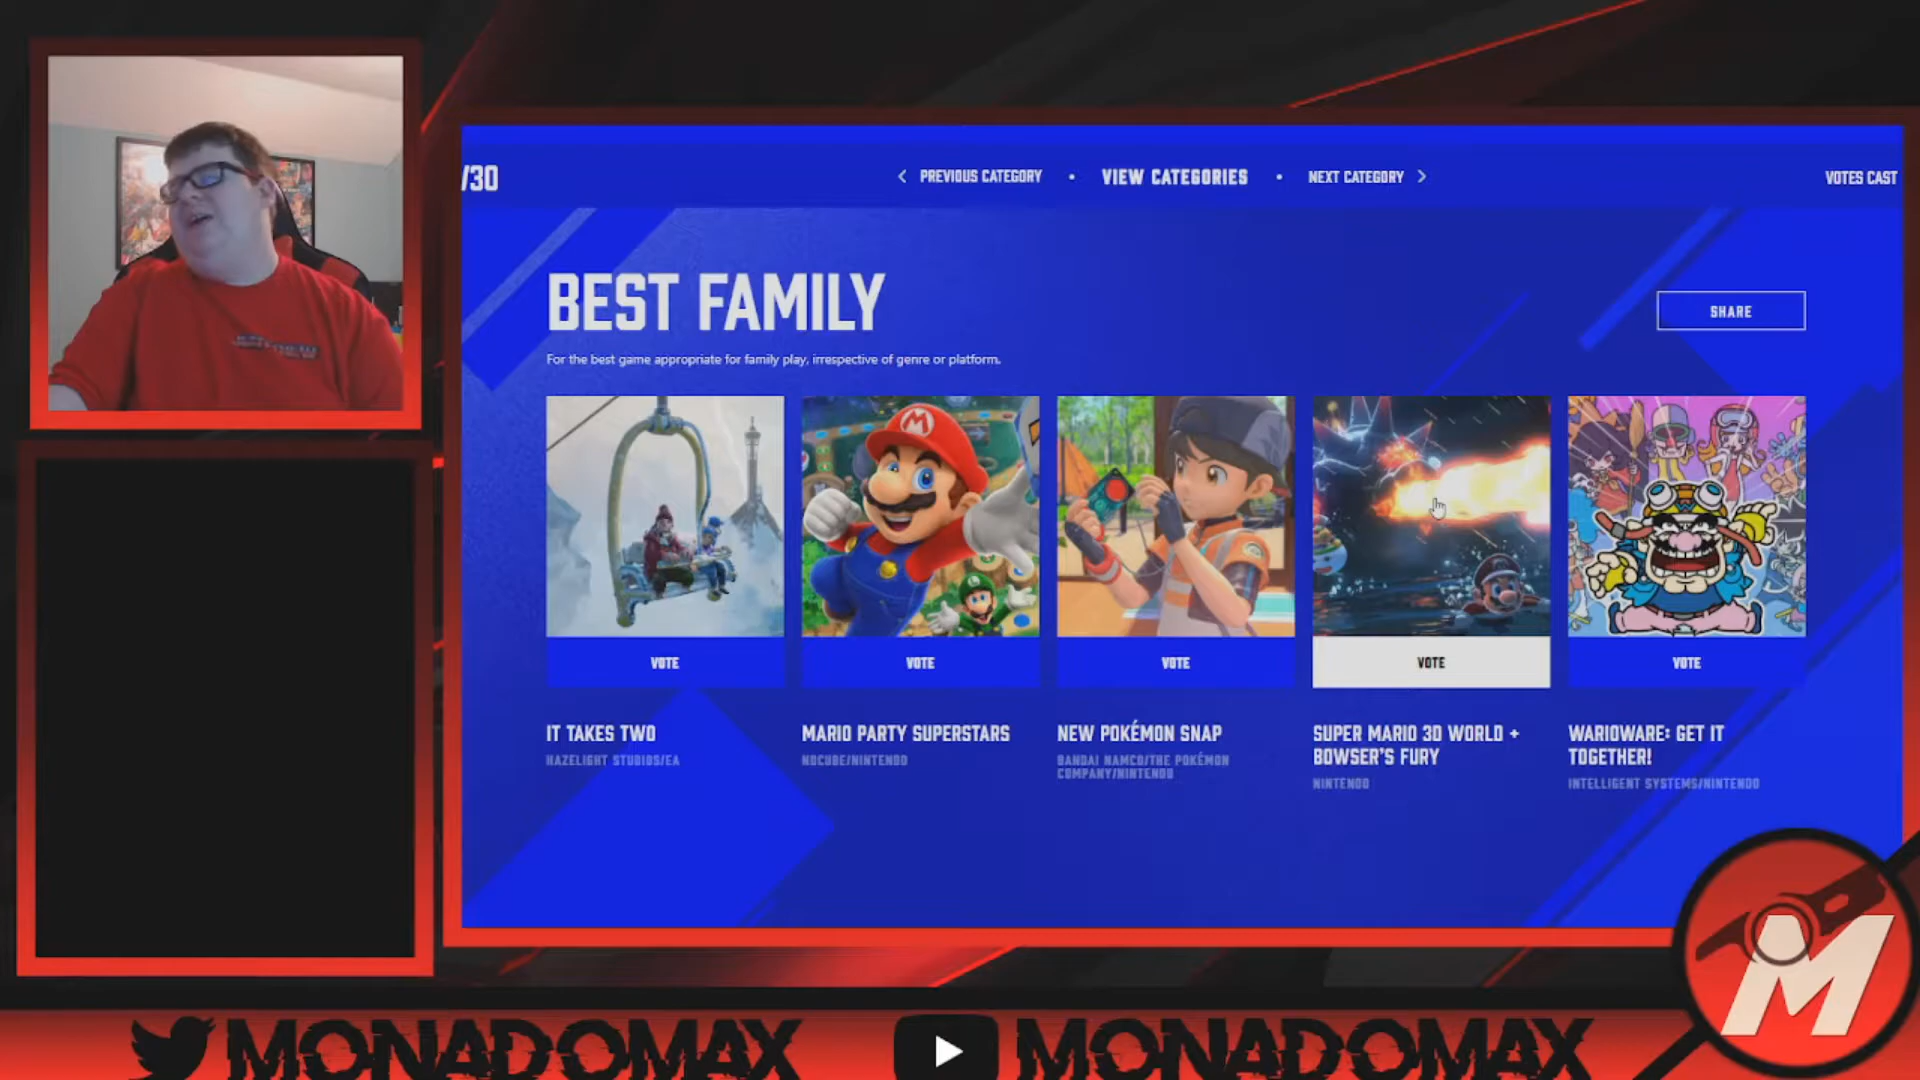 /30
PREVIOUS CATEGORY • VIEW CATEGORIES • NEXT CATEGORY
VOTES CAST
BEST FAMILY
SHARE
For the best game appropriate for family play, irrespective of genre or platform.
VOTE
VOTE
VOTE
VOTE
VOTE
IT TAKES TWO
HAZELIGHT STUDIOS/EA
MARIO PARTY SUPERSTARS
NDCUBE/NINTENDO
NEW POKÉMON SNAP
BANDAI NAMCO/THE POKÉMON
COMPANY/NINTENDO
SUPER MARIO 3D WORLD +
BOWSER'S FURY
NINTENDO
WARIOWARE: GET IT
TOGETHER!
INTELLIGENT SYSTEMS/NINTENDO
M
MONADOMAX
MONADOMAX